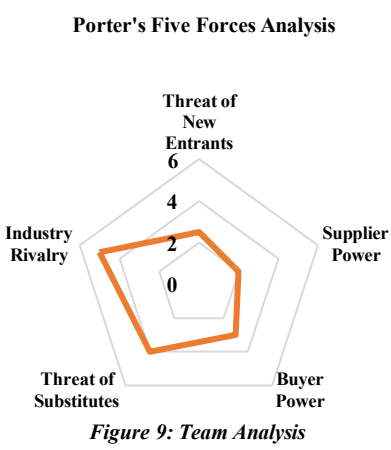 Porter's Five Forces Analysis
Threat of
New
Entrants
6
4
2
0
Industry
Rivalry
Supplier
Power
Threat of
Substitutes
Buyer
Power
Figure 9: Team Analysis